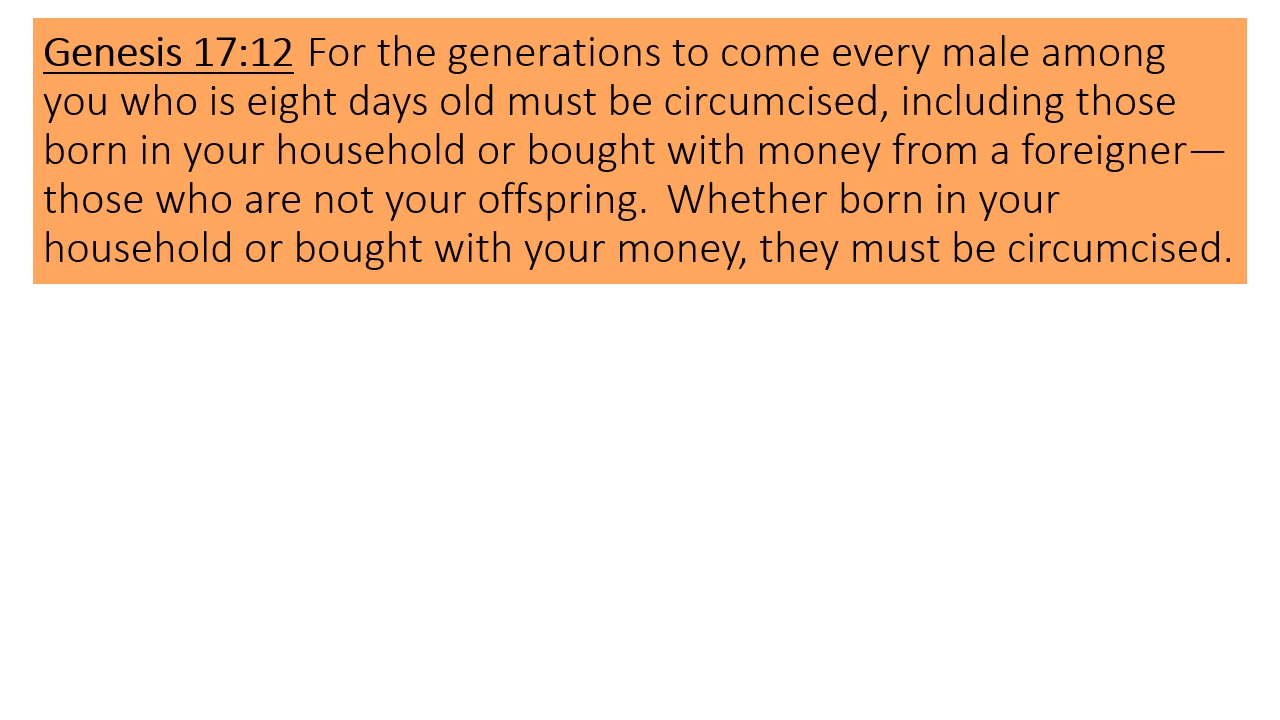 Genesis 17:12 For the generations to come every male among
you who is eight days old must be circumcised, including those
born in your household or bought with money from a foreigner—
those who are not your offspring.  Whether born in your
household or bought with your money, they must be circumcised.